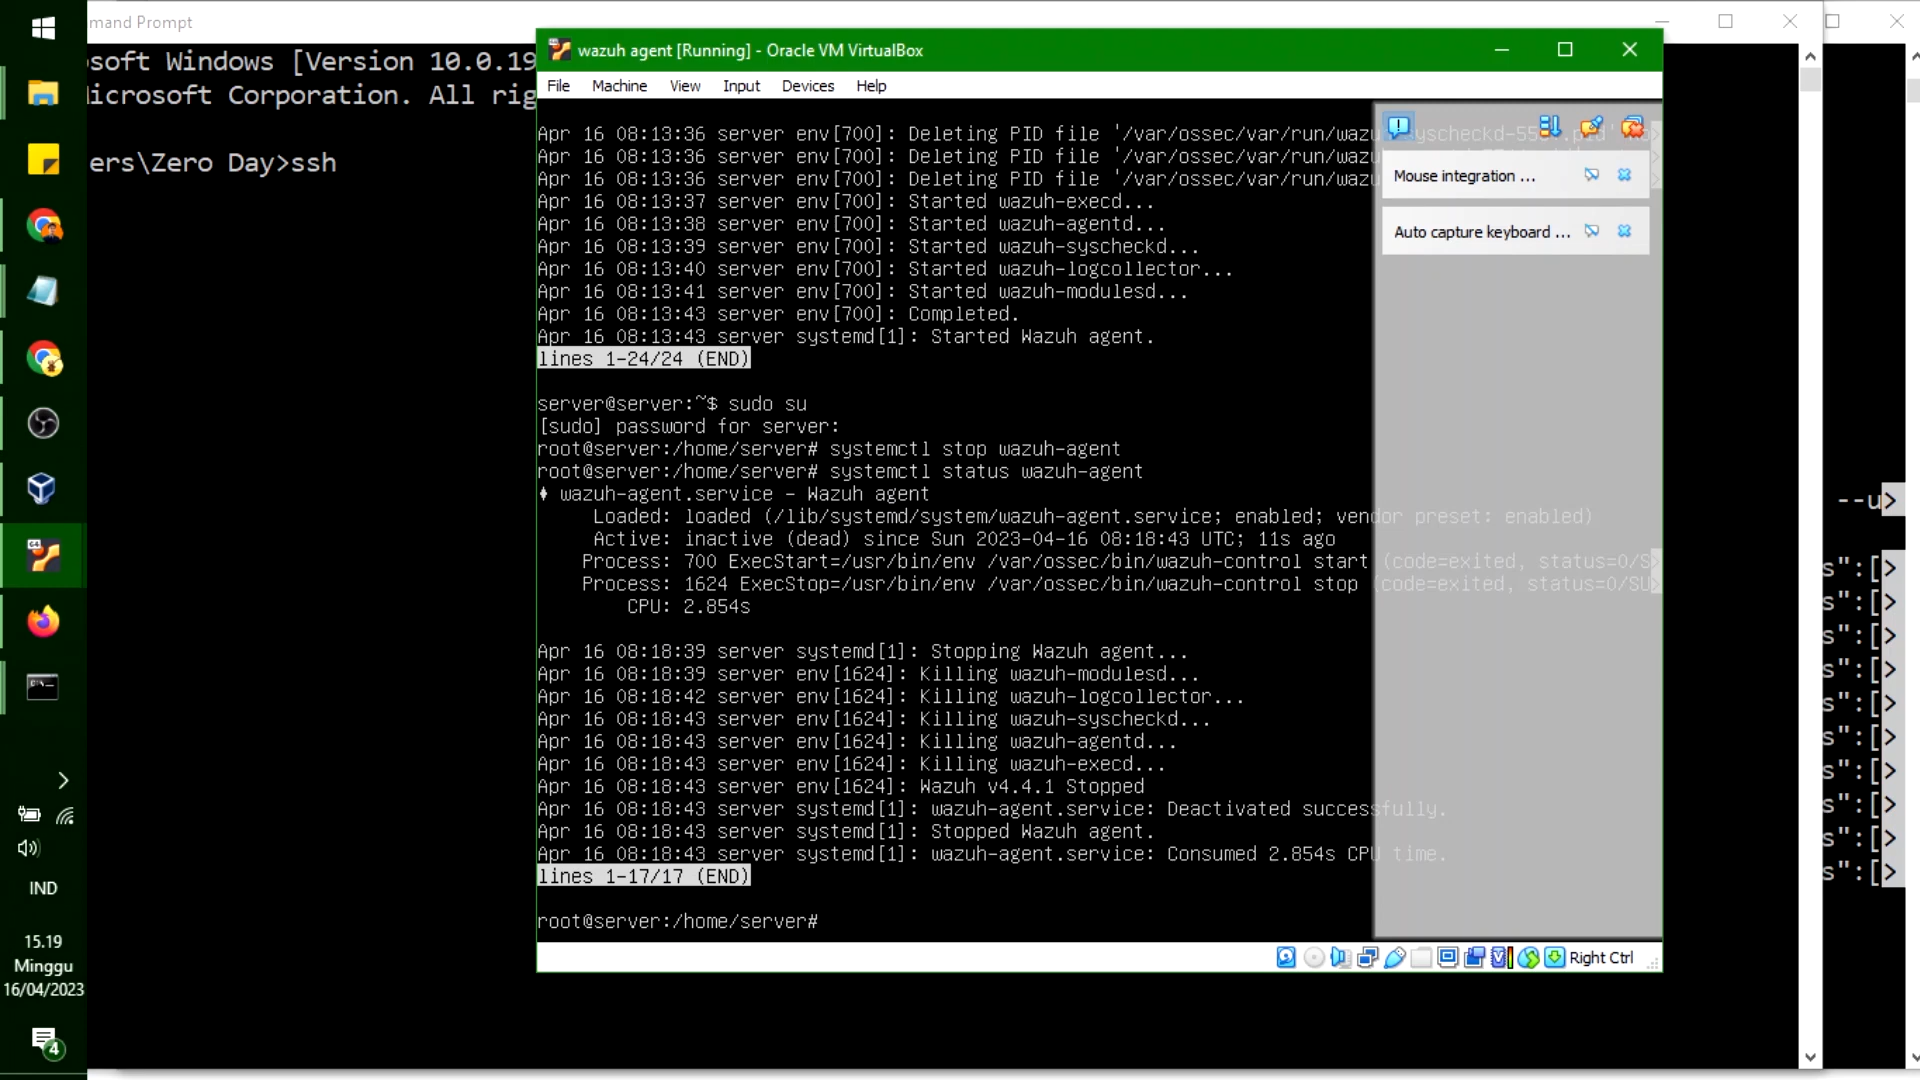 mand Prompt
soft Windows [Version 10.0.19
icrosoft Corporation. All rig
ers\Zero Day>ssh
wazuh agent [Running] - Oracle VM VirtualBox
File Machine View Input Devices Help
Apr 16 08:13:36 server env[700]: Deleting PID file '/var/ossec/var/run/wazu
Apr 16 08:13:36 server env[700]: Deleting PID file '/var/ossec/var/run/wazu
Apr 16 08:13:36 server env[700]: Deleting PID file '/var/ossec/var/run/wazu
Apr 16 08:13:37 server env[700]: Started wazuh-execd...
Apr 16 08:13:38 server env[700]: Started wazuh-agentd...
Apr 16 08:13:39 server env[700]: Started wazuh-syscheckd...
Apr 16 08:13:40 server env[700]: Started wazuh-logcollector...
Apr 16 08:13:41 server env[700]: Started wazuh-modulesd...
Apr 16 08:13:43 server env[700]: Completed.
Apr 16 08:13:43 server systemd[1]: Started Wazuh agent.
lines 1-24/24 (END)
server@server:~$ sudo su
[sudo] password for server:
root@server:/home/server# systemctl stop wazuh-agent
root@server:/home/server# systemctl status wazuh-agent
♦ wazuh-agent.service - Wazuh agent
Loaded: loaded (/lib/systemd/system/wazuh-agent.service; enabled; vendor preset: enabled)
Active: inactive (dead) since Sun 2023-04-16 08:18:43 UTC; 11s ago
Process: 700 ExecStart=/usr/bin/env /var/ossec/bin/wazuh-control start (code=exited, status=0/S>
Process: 1624 ExecStop=/usr/bin/env /var/ossec/bin/wazuh-control stop (code=exited, status=0/SU>
CPU: 2.854s
Apr 16 08:18:39 server systemd[1]: Stopping Wazuh agent...
Apr 16 08:18:39 server env[1624]: Killing wazuh-modulesd...
Apr 16 08:18:42 server env[1624]: Killing wazuh-logcollector...
Apr 16 08:18:43 server env[1624]: Killing wazuh-syscheckd...
Apr 16 08:18:43 server env[1624]: Killing wazuh-agentd...
Apr 16 08:18:43 server env[1624]: Killing wazuh-execd...
Apr 16 08:18:43 server env[1624]: Wazuh v4.4.1 Stopped
Apr 16 08:18:43 server systemd[1]: wazuh-agent.service: Deactivated successfully.
Apr 16 08:18:43 server systemd[1]: Stopped Wazuh agent.
Apr 16 08:18:43 server systemd[1]: wazuh-agent.service: Consumed 2.854s CPU time.
lines 1-17/17 (END)
root@server:/home/server#
Mouse integration ...
Auto capture keyboard ...
Right Ctrl
--u>
s":[>
s":[>
s":[>
s":[>
s":[>
s":[>
s":[>
s":[>
s":[>
s":[>
IND
15.19
Minggu
16/04/2023
4